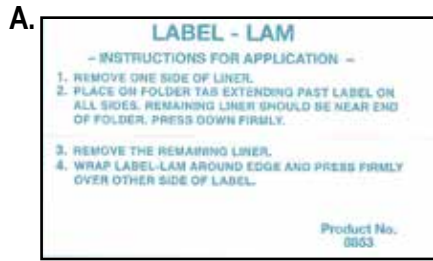 A.
LABEL - LAM
- INSTRUCTIONS FOR APPLICATION -
1. REMOVE ONE SIDE OF LINER.
2. PLACE ON FOLDER TAB EXTENDING PAST LABEL ON
ALL SIDES. REMAINING LINER SHOULD BE NEAR END
OF FOLDER. PRESS DOWN FIRMLY.
3. REMOVE THE REMAINING LINER.
4. WRAP LABEL-LAM AROUND EDGE AND PRESS FIRMLY
OVER OTHER SIDE OF LABEL.
Product No.
0853